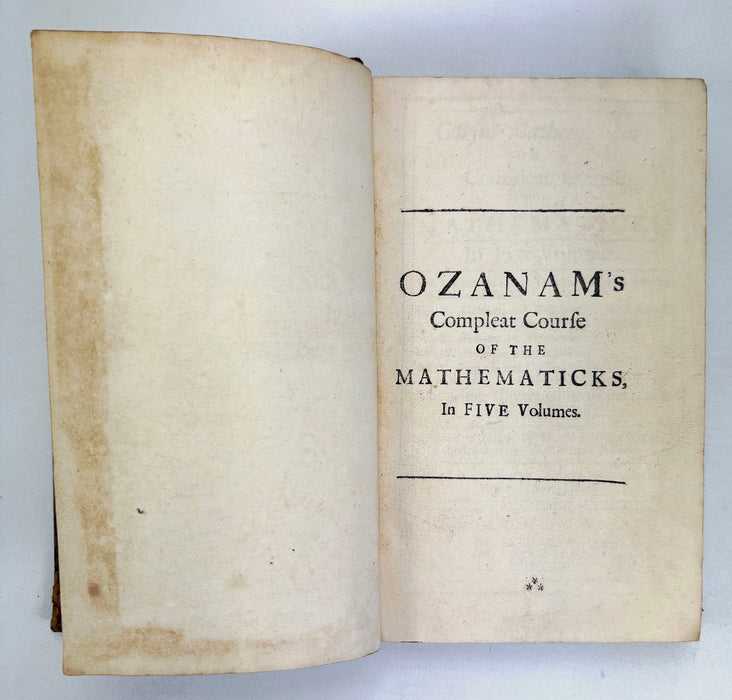 OZANAM's
Compleat Courſe
OF THE
MATHEMATICKS,
In FIVE Volumes.